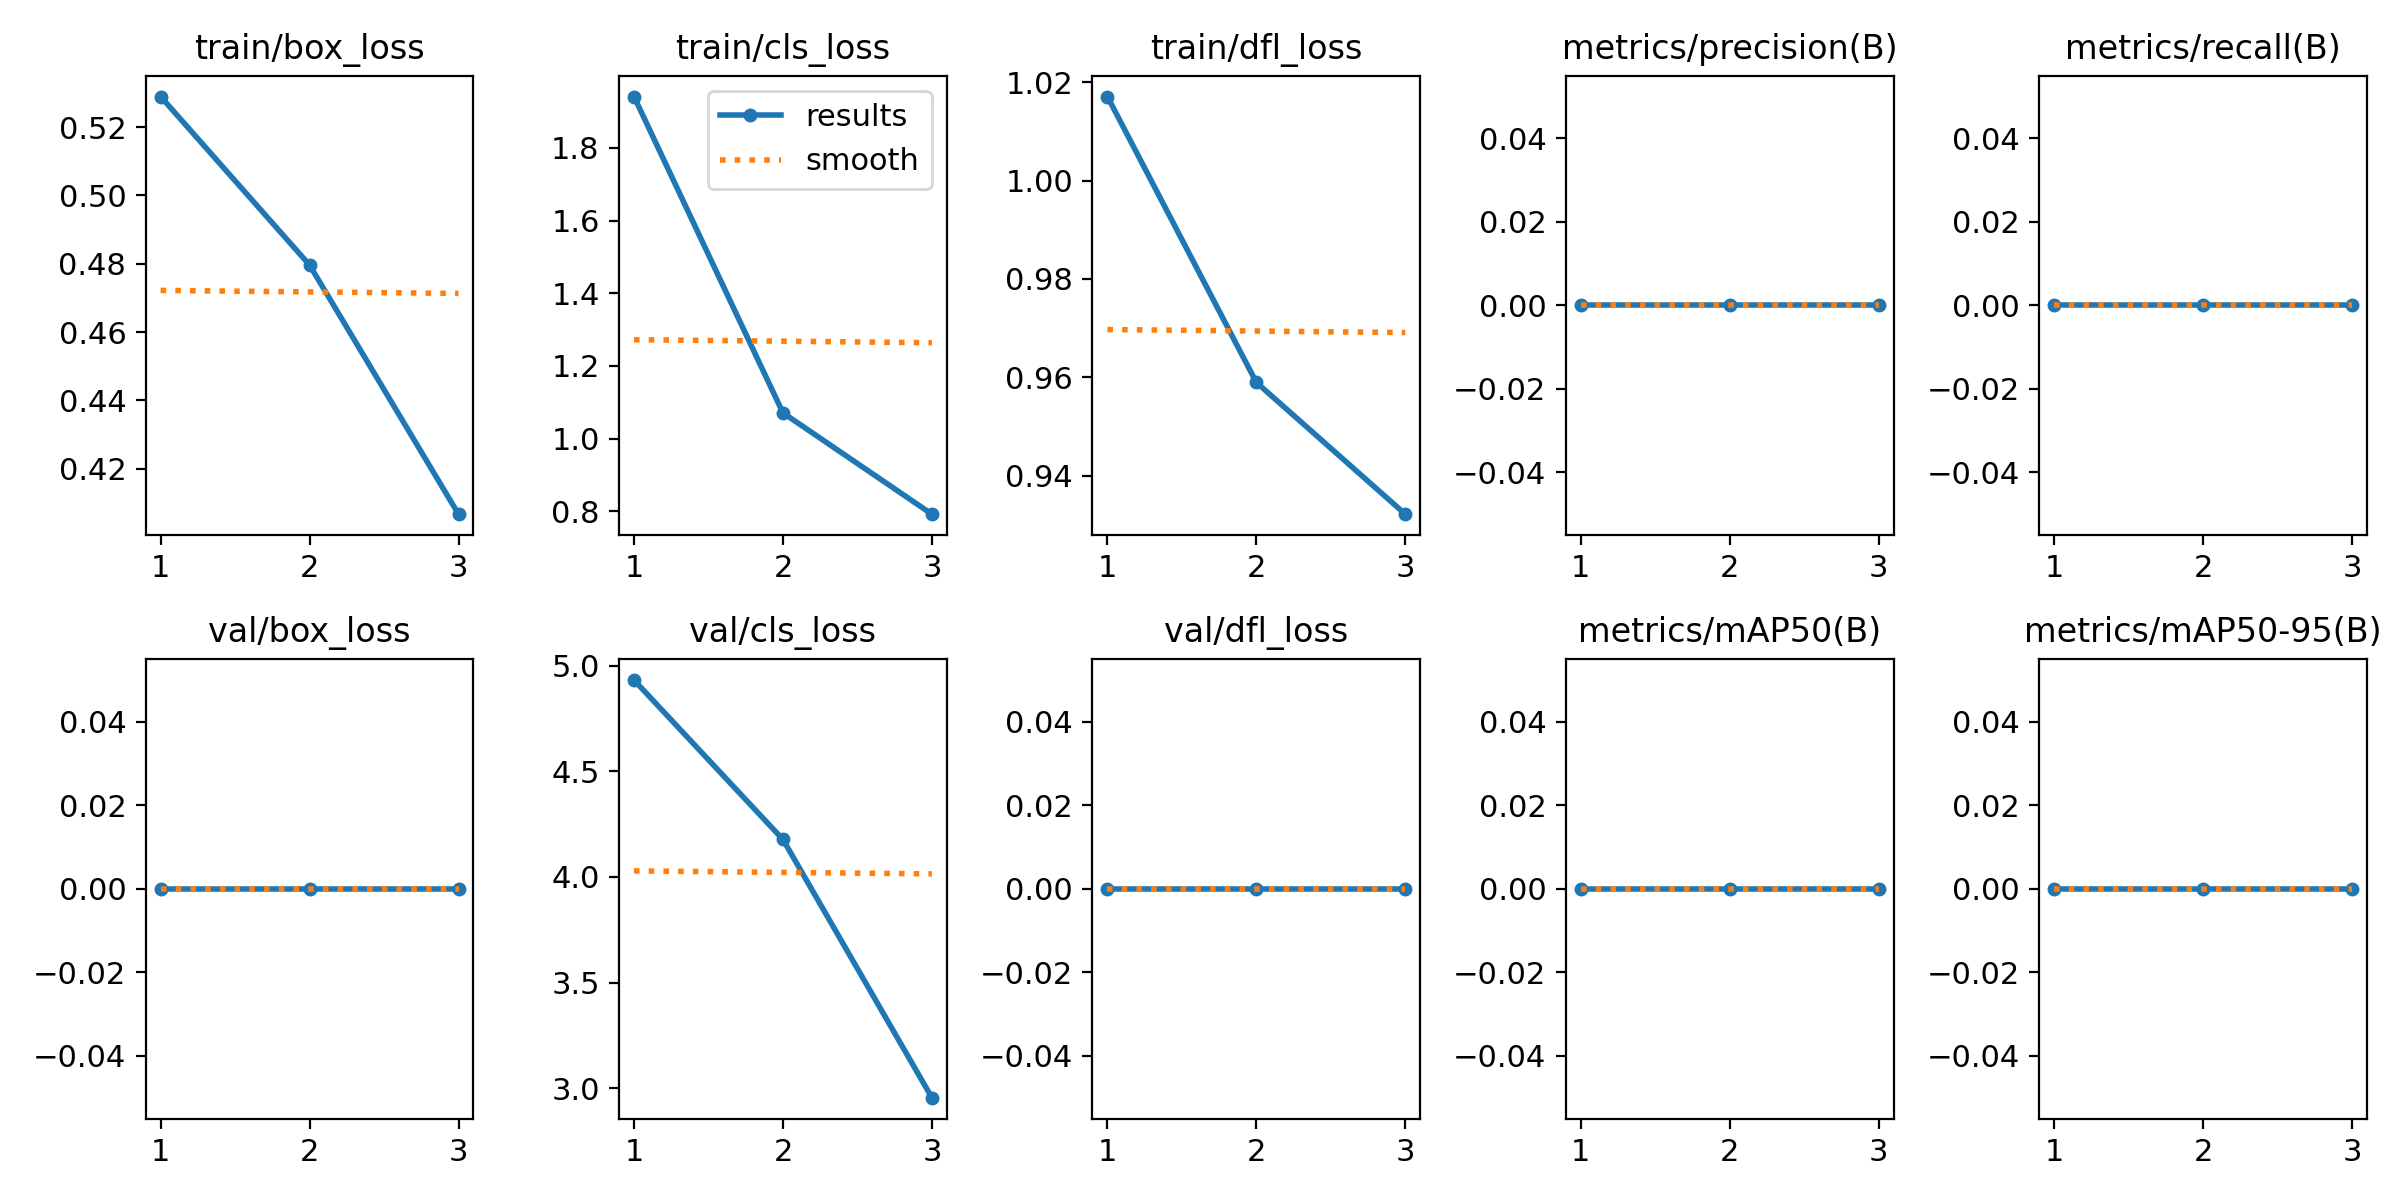 train/box_loss
0.52
0.50
0.48
0.46
0.44
0.42
1 2 3
train/cls_loss
results
smooth
1.8
1.6
1.4
1.2
1.0
0.8
1 2 3
train/dfl_loss
1.02
1.00
0.98
0.96
0.94
1 2 3
metrics/precision(B)
0.04
0.02
0.00
−0.02
−0.04
1 2 3
metrics/recall(B)
0.04
0.02
0.00
−0.02
−0.04
1 2 3
val/box_loss
0.04
0.02
0.00
−0.02
−0.04
1 2 3
val/cls_loss
5.0
4.5
4.0
3.5
3.0
1 2 3
val/dfl_loss
0.04
0.02
0.00
−0.02
−0.04
1 2 3
metrics/mAP50(B)
0.04
0.02
0.00
−0.02
−0.04
1 2 3
metrics/mAP50-95(B)
0.04
0.02
0.00
−0.02
−0.04
1 2 3